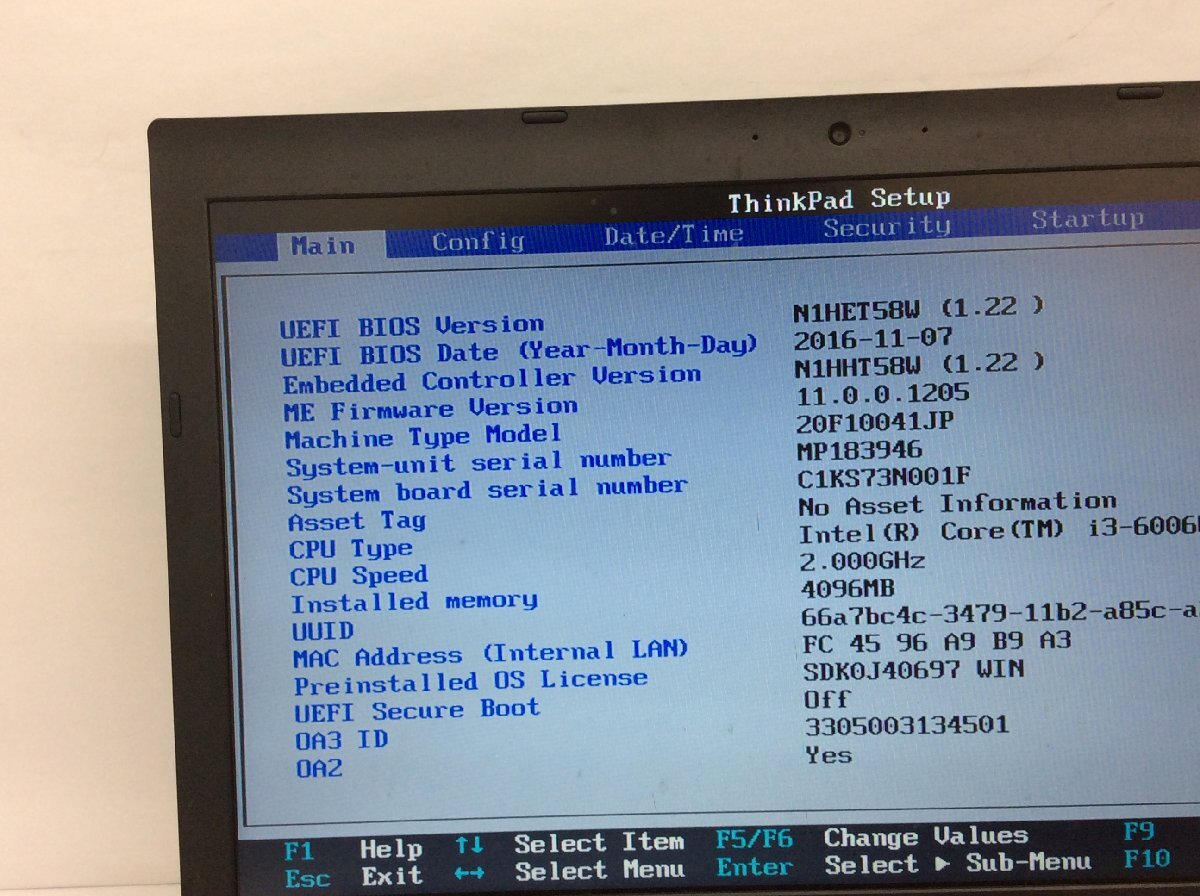 ThinkPad Setup
Main Config Date/Time Security Startup
UEFI BIOS Version N1HET58W (1.22 )
UEFI BIOS Date (Year-Month-Day) 2016-11-07
Embedded Controller Version N1HHT58W (1.22 )
ME Firmware Version 11.0.0.1205
Machine Type Model 20F10041JP
System-unit serial number MP183946
System board serial number C1KS73N001F
Asset Tag No Asset Information
CPU Type Intel(R) Core(TM)
CPU Speed 2.000GHz
Installed memory 4096MB
UUID
MAC Address (Internal LAN) FC 45 96 A9 B9 A3
Preinstalled OS License SDK0J40697 WIN
UEFI Secure Boot Off
OA3 ID 3305003134501
OA2 Yes
F1 Help ↑↓ Select Item F5/F6 Change Values F9
Esc Exit ←→ Select Menu Enter Select ▶ Sub-Menu F10